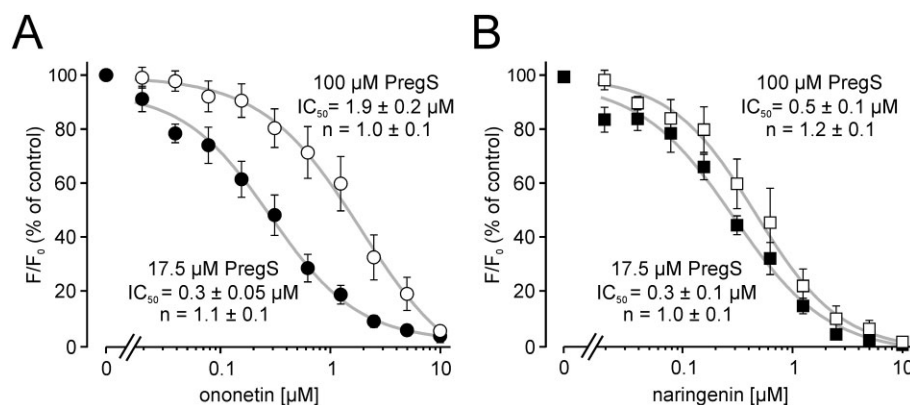 A
F/F₀ (% of control)
100
80
60
40
20
0
100 µM PregS
IC₅₀= 1.9 ± 0.2 µM
n = 1.0 ± 0.1
17.5 µM PregS
IC₅₀ = 0.3 ± 0.05 µM
n = 1.1 ± 0.1
0 0.1 1 10
ononetin [µM]
B
F/F₀ (% of control)
100
80
60
40
20
0
100 µM PregS
IC₅₀= 0.5 ± 0.1 µM
n = 1.2 ± 0.1
17.5 µM PregS
IC₅₀ = 0.3 ± 0.1 µM
n = 1.0 ± 0.1
0 0.1 1 10
naringenin [µM]